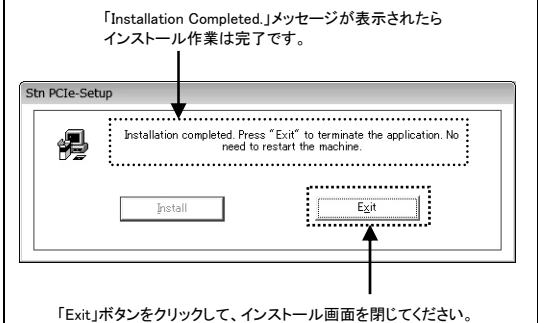 「Installation Completed.」メッセージが表示されたら
インストール作業は完了です。
Stn PCIe-Setup
Installation completed. Press "Exit" to terminate the application. No
need to restart the machine.
Install
Exit
「Exit」ボタンをクリックして、インストール画面を閉じてください。